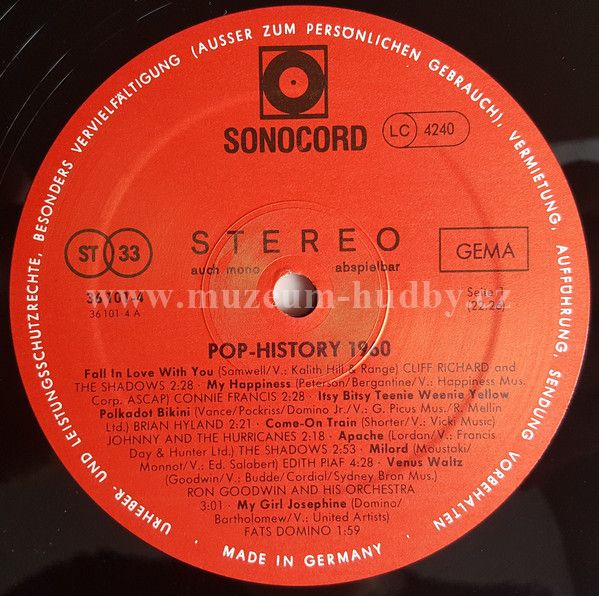 URHEBER- UND LEISTUNGSSCHUTZRECHTE, BESONDERS VERVIELFÄLTIGUNG (AUSSER ZUM PERSÖNLICHEN GEBRAUCH), VERMIETUNG, AUFFÜHRUNG, SENDUNG VORBEHALTEN
SONOCORD
LC 4240
ST 33
STEREO
auch mono abspielbar
GEMA
36101-4
36 101 4 A
Seite 1
(22:26)
www.muzeum-hudby.cz
POP-HISTORY 1960
Fall In Love With You (Samwell/V.: Kalith Hill & Range) CLIFF RICHARD and
THE SHADOWS 2:28 · My Happiness (Peterson/Bergantine/V.: Happiness Mus.
Corp. ASCAP) CONNIE FRANCIS 2:28 · Itsy Bitsy Teenie Weenie Yellow
Polkadot Bikini (Vance/Pockriss/Domino Jr./V.: G. Picus Mus./R. Mellin
Ltd.) BRIAN HYLAND 2:21 · Come-On Train (Shorter/V.: Vicki Music)
JOHNNY AND THE HURRICANES 2:18 · Apache (Lordan/V.: Francis
Day & Hunter Ltd.) THE SHADOWS 2:53 · Milord (Moustaki/
Monnot/V.: Ed. Salabert) EDITH PIAF 4:28 · Venus Waltz
(Goodwin/V.: Budde/Cordial/Sydney Bron Mus.)
RON GOODWIN AND HIS ORCHESTRA
3:01 · My Girl Josephine (Domino/
Bartholomew/V.: United Artists)
FATS DOMINO 1:59
· MADE IN GERMANY ·